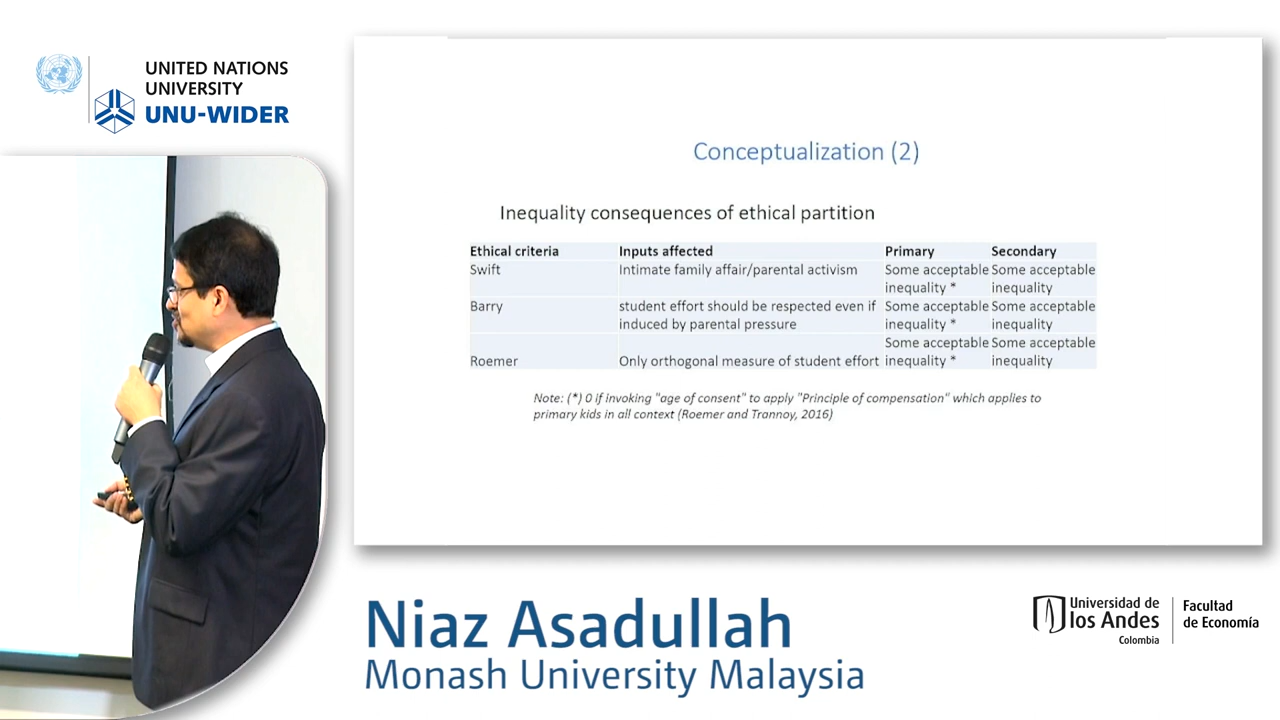 UNITED NATIONS
UNIVERSITY
UNU-WIDER
Conceptualization (2)
Inequality consequences of ethical partition
Ethical criteria Inputs affected Primary Secondary
Swift Intimate family affair/parental activism Some acceptable inequality * Some acceptable inequality
Barry student effort should be respected even if induced by parental pressure Some acceptable inequality * Some acceptable inequality
Roemer Only orthogonal measure of student effort Some acceptable inequality * Some acceptable inequality
Note: (*) 0 if invoking "age of consent" to apply "Principle of compensation" which applies to
primary kids in all context (Roemer and Trannoy, 2016)
Niaz Asadullah
Monash University Malaysia
Universidad de
los Andes
Colombia
Facultad
de Economía